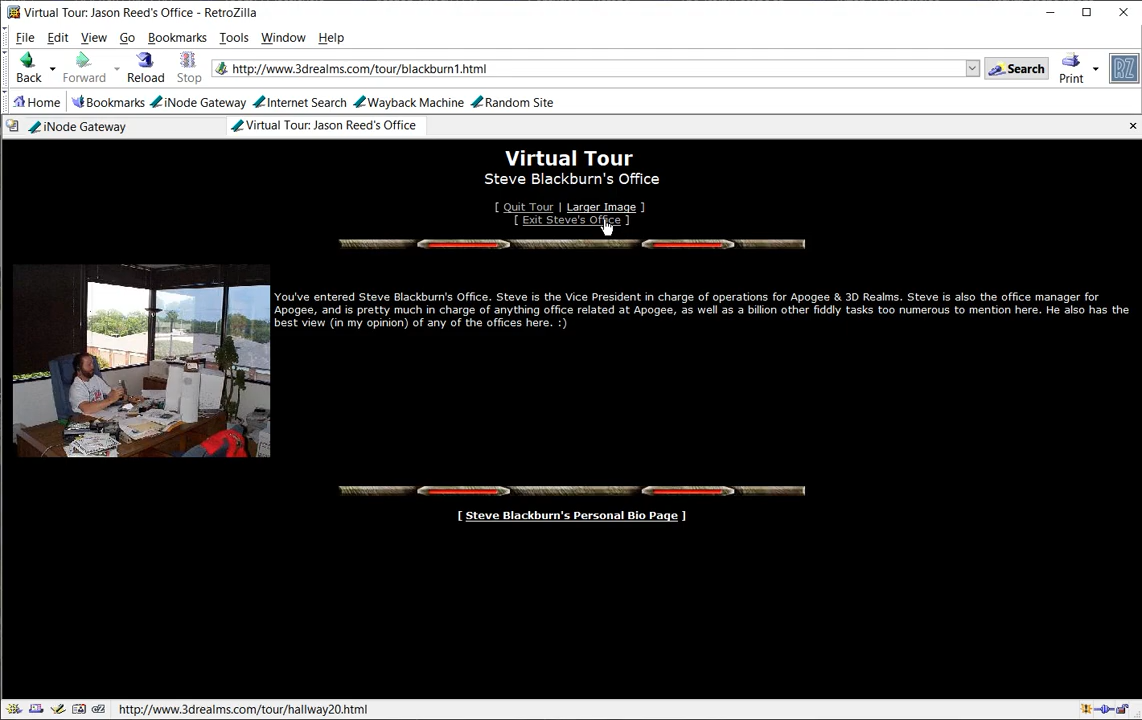 Virtual Tour: Jason Reed's Office - RetroZilla
File Edit View Go Bookmarks Tools Window Help
Back Forward Reload Stop http://www.3drealms.com/tour/blackburn1.html Search Print RZ
Home Bookmarks iNode Gateway Internet Search Wayback Machine Random Site
iNode Gateway Virtual Tour: Jason Reed's Office
Virtual Tour
Steve Blackburn's Office
[ Quit Tour | Larger Image ]
[ Exit Steve's Office ]
You've entered Steve Blackburn's Office. Steve is the Vice President in charge of operations for Apogee & 3D Realms. Steve is also the office manager for
Apogee, and is pretty much in charge of anything office related at Apogee, as well as a billion other fiddly tasks too numerous to mention here. He also has the
best view (in my opinion) of any of the offices here. :)
[ Steve Blackburn's Personal Bio Page ]
http://www.3drealms.com/tour/hallway20.html